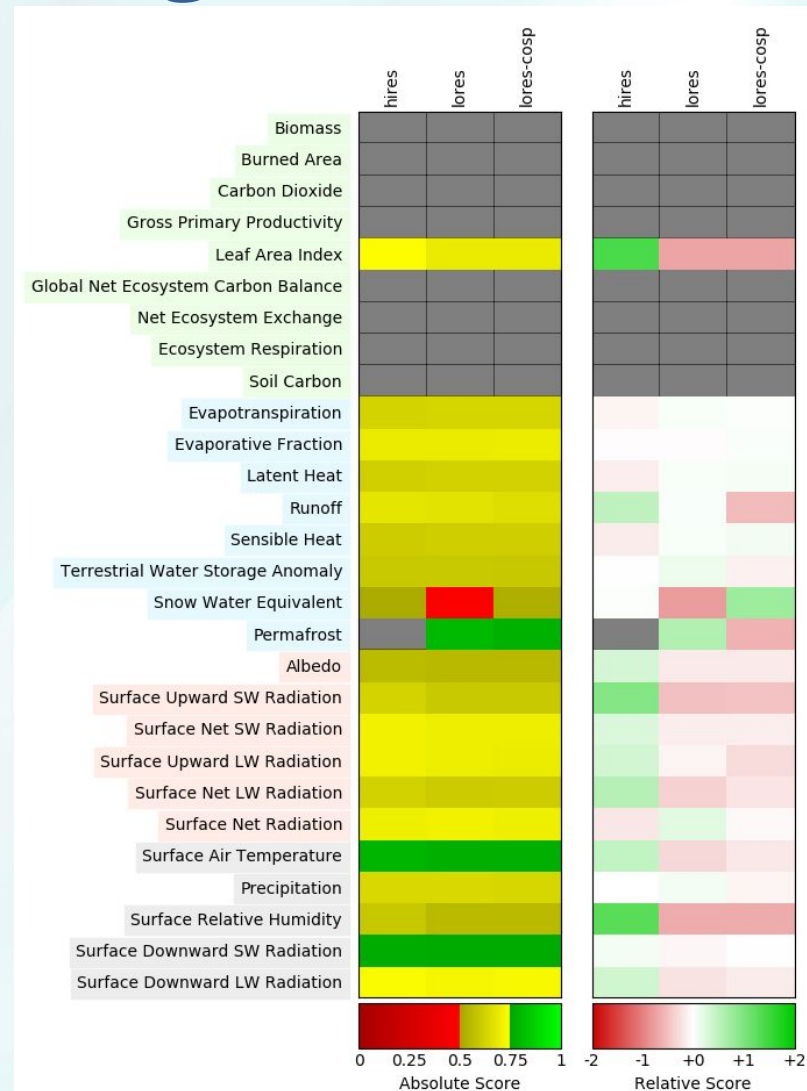 hires
lores
lores-cosp
hires
lores
lores-cosp
Biomass
Burned Area
Carbon Dioxide
Gross Primary Productivity
Leaf Area Index
Global Net Ecosystem Carbon Balance
Net Ecosystem Exchange
Ecosystem Respiration
Soil Carbon
Evapotranspiration
Evaporative Fraction
Latent Heat
Runoff
Sensible Heat
Terrestrial Water Storage Anomaly
Snow Water Equivalent
Permafrost
Albedo
Surface Upward SW Radiation
Surface Net SW Radiation
Surface Upward LW Radiation
Surface Net LW Radiation
Surface Net Radiation
Surface Air Temperature
Precipitation
Surface Relative Humidity
Surface Downward SW Radiation
Surface Downward LW Radiation
0 0.25 0.5 0.75 1
Absolute Score
-2 -1 +0 +1 +2
Relative Score